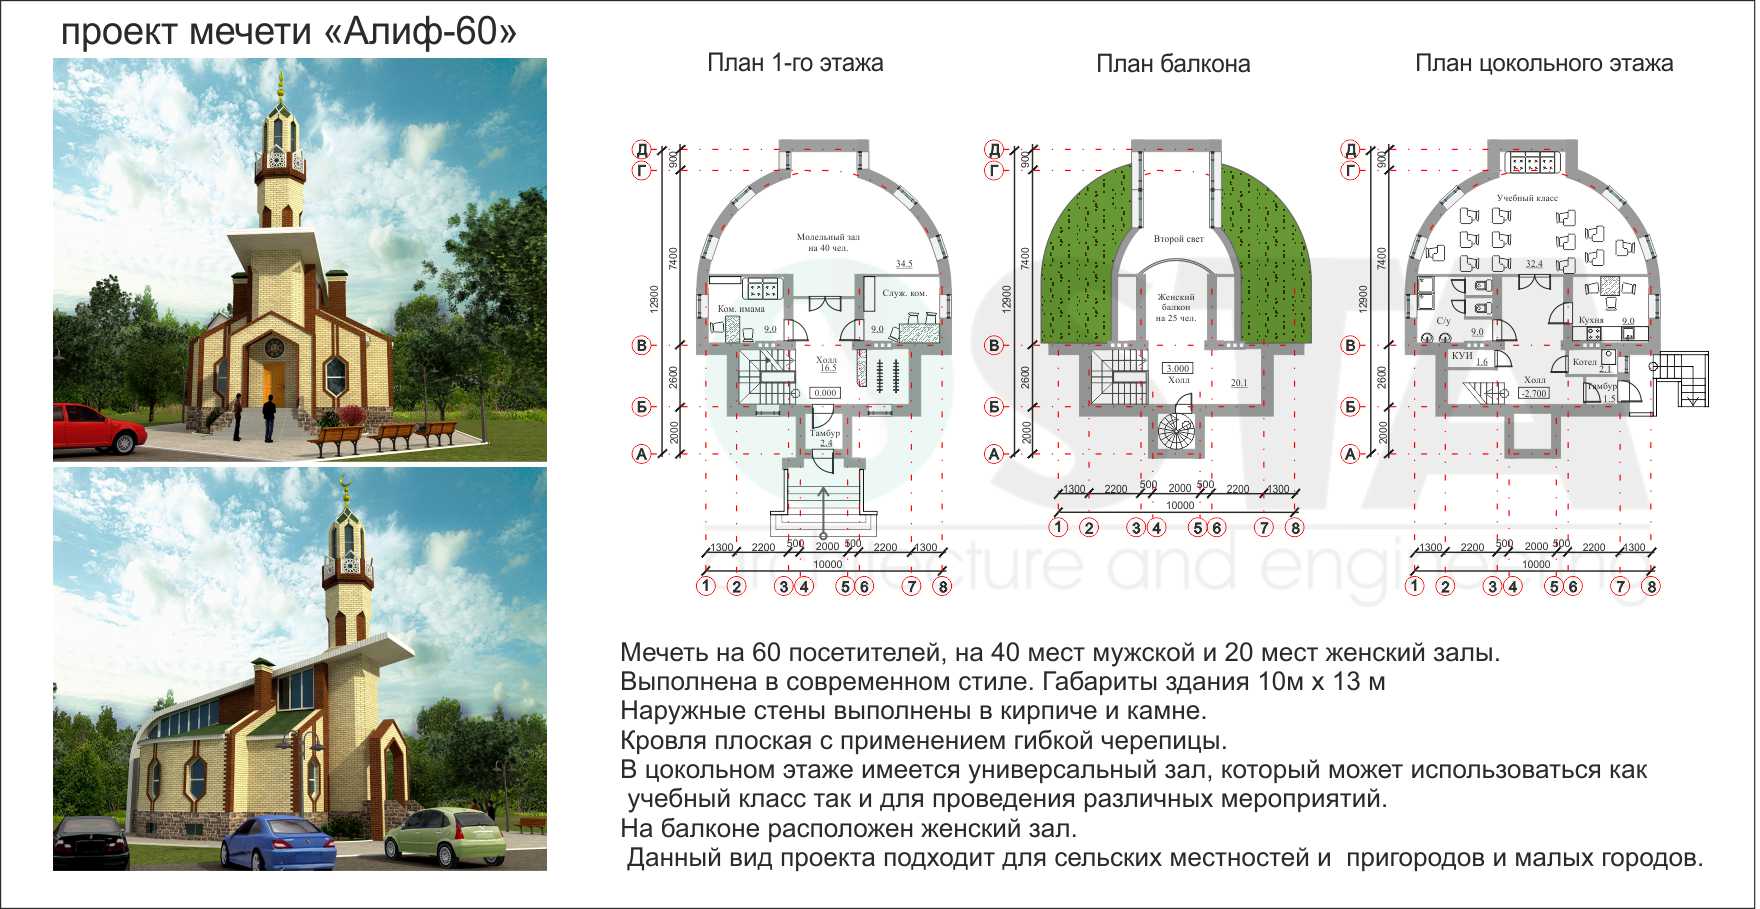 проект мечети «Алиф-60»
План 1-го этажа
План балкона
План цокольного этажа
Д
Г
В
Б
А
900
7400
12900
2600
2000
Молельный зал
на 40 чел.
34.5
Ком. имама
9.0
Служ. ком.
9.0
Холл
16.5
0.000
Тамбур
2.4
1300
2200
500
2000
500
2200
1300
10000
1
2
3
4
5
6
7
8
Д
Г
В
Б
А
900
7400
12900
2600
2000
Второй свет
Женский
балкон
на 25 чел.
3.000
Холл
20.1
1300
2200
500
2000
500
2200
1300
10000
1
2
3
4
5
6
7
8
Д
Г
В
Б
А
900
7400
12900
2600
2000
Учебный класс
32.4
С/у
9.0
Кухня
9.0
КУИ
1.6
Котел
2.1
Холл
-2.700
Тамбур
1.5
1300
2200
500
2000
500
2200
1300
10000
1
2
3
4
5
6
7
8
USTA
architecture and engineering
Мечеть на 60 посетителей, на 40 мест мужской и 20 мест женский залы.
Выполнена в современном стиле. Габариты здания 10м х 13 м
Наружные стены выполнены в кирпиче и камне.
Кровля плоская с применением гибкой черепицы.
В цокольном этаже имеется универсальный зал, который может использоваться как
учебный класс так и для проведения различных мероприятий.
На балконе расположен женский зал.
Данный вид проекта подходит для сельских местностей и пригородов и малых городов.